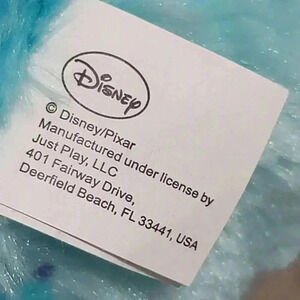 Disney
© Disney/Pixar
Manufactured under license by
Just Play, LLC
401 Fairway Drive,
Deerfield Beach, FL 33441, USA